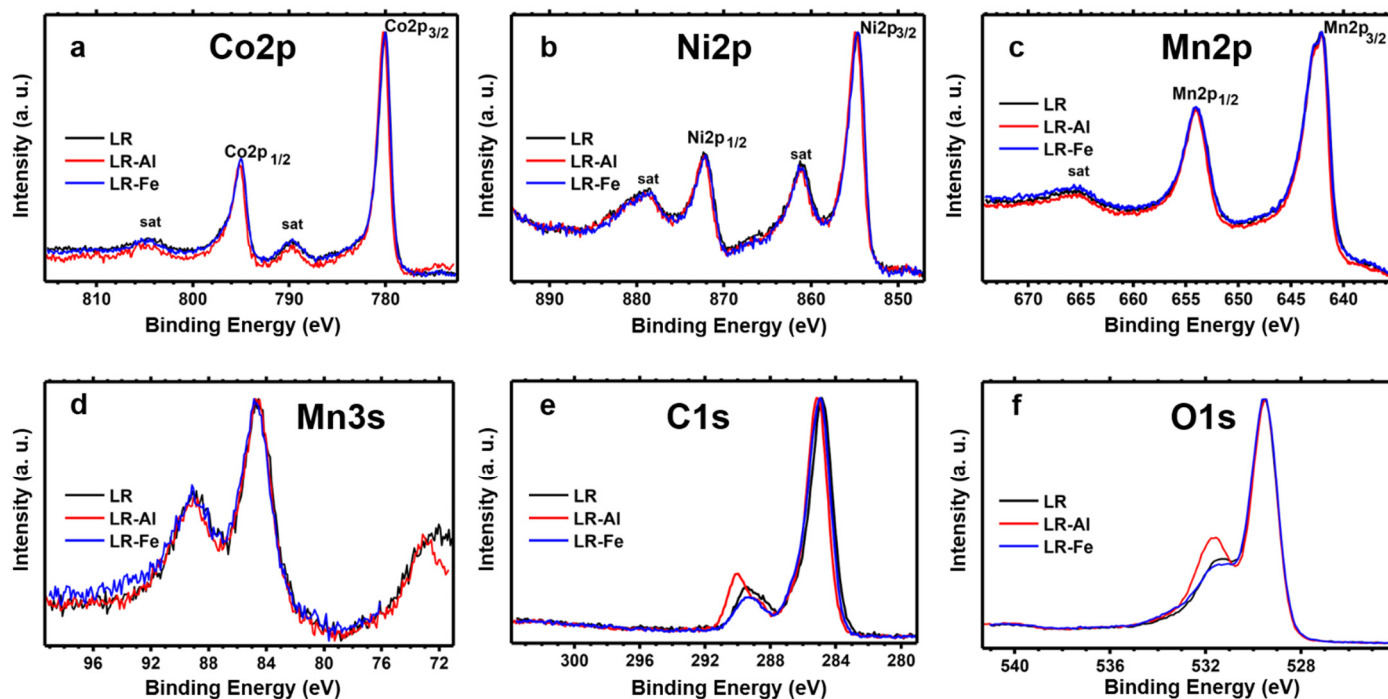 a
Co2p
Co2p3/2
LR
LR-Al
LR-Fe
Co2p 1/2
sat
sat
Intensity (a. u.)
810
800
790
780
Binding Energy (eV)
b
Ni2p
Ni2p3/2
LR
LR-Al
LR-Fe
Ni2p1/2
sat
sat
Intensity (a. u.)
890
880
870
860
850
Binding Energy (eV)
c
Mn2p
Mn2p3/2
Mn2p1/2
LR
LR-Al
LR-Fe
sat
Intensity (a. u.)
670
665
660
654
650
645
640
Binding Energy (eV)
d
Mn3s
LR
LR-Al
LR-Fe
Intensity (a. u.)
96
92
88
84
80
76
72
Binding Energy (eV)
e
C1s
LR
LR-Al
LR-Fe
Intensity (a. u.)
300
296
292
288
284
280
Binding Energy (eV)
f
O1s
LR
LR-Al
LR-Fe
Intensity (a. u.)
540
536
532
528
Binding Energy (eV)